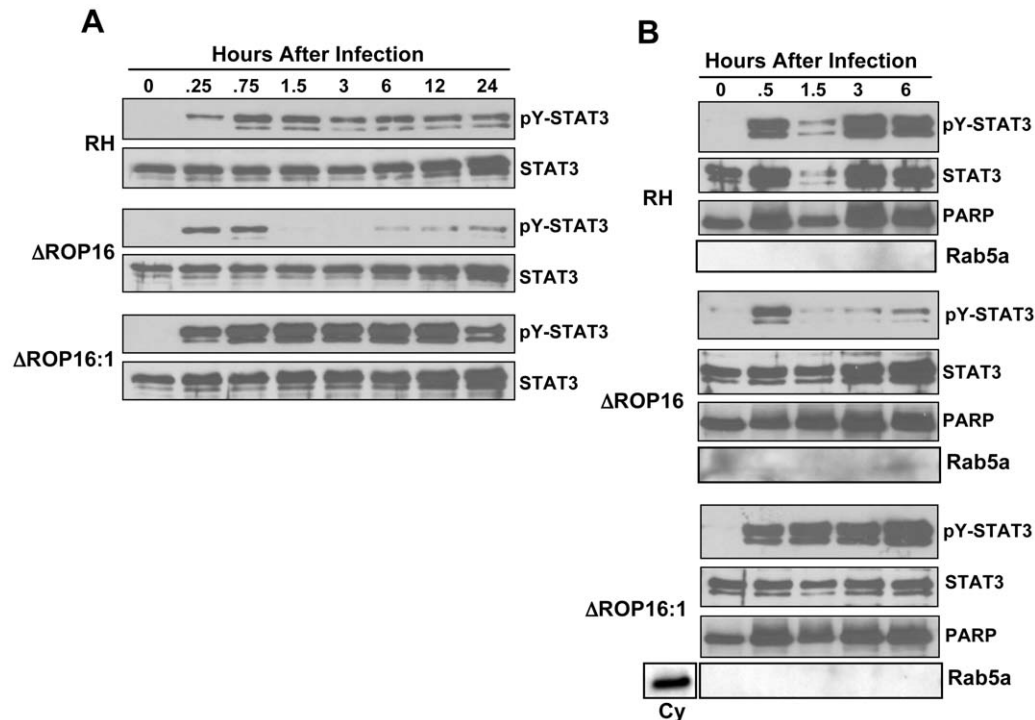 A
Hours After Infection
0 .25 .75 1.5 3 6 12 24
RH
pY-STAT3
STAT3
ΔROP16
pY-STAT3
STAT3
ΔROP16:1
pY-STAT3
STAT3
B
Hours After Infection
0 .5 1.5 3 6
RH
pY-STAT3
STAT3
PARP
Rab5a
ΔROP16
pY-STAT3
STAT3
PARP
Rab5a
ΔROP16:1
pY-STAT3
STAT3
PARP
Rab5a
Cy